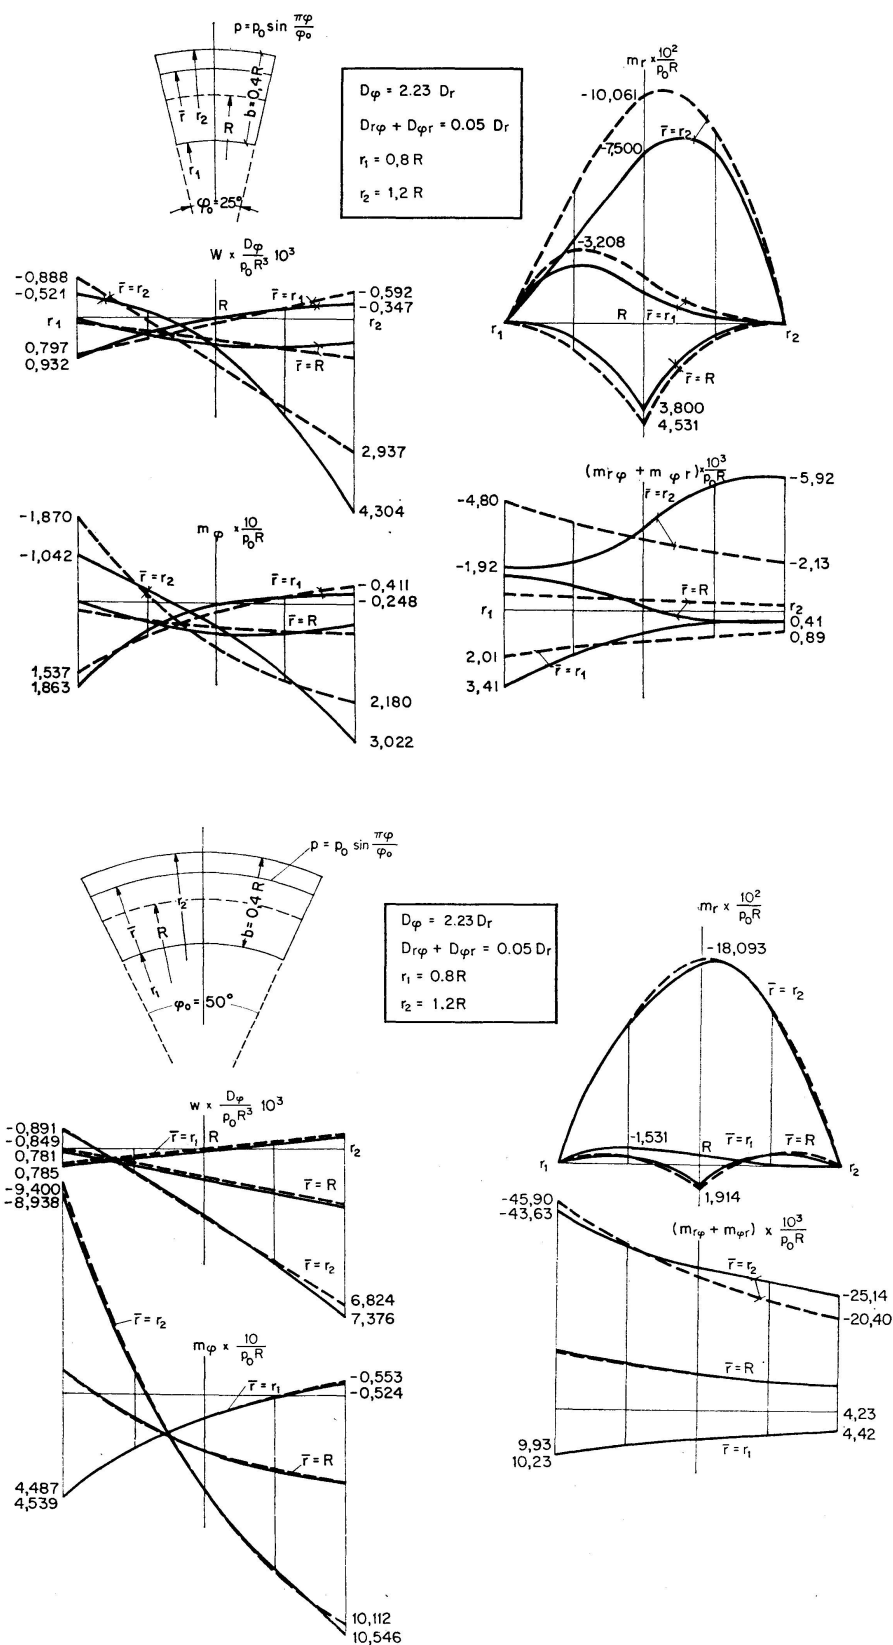 p=p₀ sin πφ/φ₀
b=0,4R
r̄
r₂
R
r₁
φ₀=25°
Dφ = 2.23 Dr
Drφ + Dφr = 0.05 Dr
r₁ = 0,8 R
r₂ = 1,2 R
mr × 10²/p₀R
-10,061
r̄=r₂
-7,500
-3,208
R
r̄=r₁
r₁
r₂
r̄=R
3,800
4,531
W × Dφ/p₀R³ 10³
-0,888
-0,521
r̄=r₂
R
r̄=r₁
-0,592
-0,347
r₁
r₂
0,797
0,932
r̄=R
2,937
4,304
(mrφ + mφr) × 10³/p₀R
r̄=r₂
-5,92
-4,80
-1,92
-2,13
r̄=R
r₁
r₂
0,41
0,89
2,01
r̄=r₁
3,41
mφ × 10/p₀R
-1,870
-1,042
r̄=r₂
r̄=r₁
-0,411
-0,248
r̄=R
1,537
1,863
2,180
3,022
p = p₀ sin πφ/φ₀
r₂
b=0,4R
r̄
R
r₁
φ₀=50°
Dφ = 2.23 Dr
Drφ + Dφr = 0.05 Dr
r₁ = 0.8R
r₂ = 1.2R
mr × 10²/p₀R
-18,093
r̄=r₂
-1,531
R
r̄=r₁
r̄=R
r₁
r₂
1,914
W × Dφ/p₀R³ 10³
-0,891
-0,849
0,781
0,785
r̄=r₁
R
r₂
r̄=R
-9,400
-8,938
r̄=r₂
6,824
7,376
(mrφ + mφr) × 10³/p₀R
-45,90
-43,63
r̄=r₂
-25,14
-20,40
r̄=R
4,23
4,42
9,93
10,23
r̄=r₁
mφ × 10/p₀R
r̄=r₂
r̄=r₁
-0,553
-0,524
r̄=R
4,487
4,539
10,112
10,546